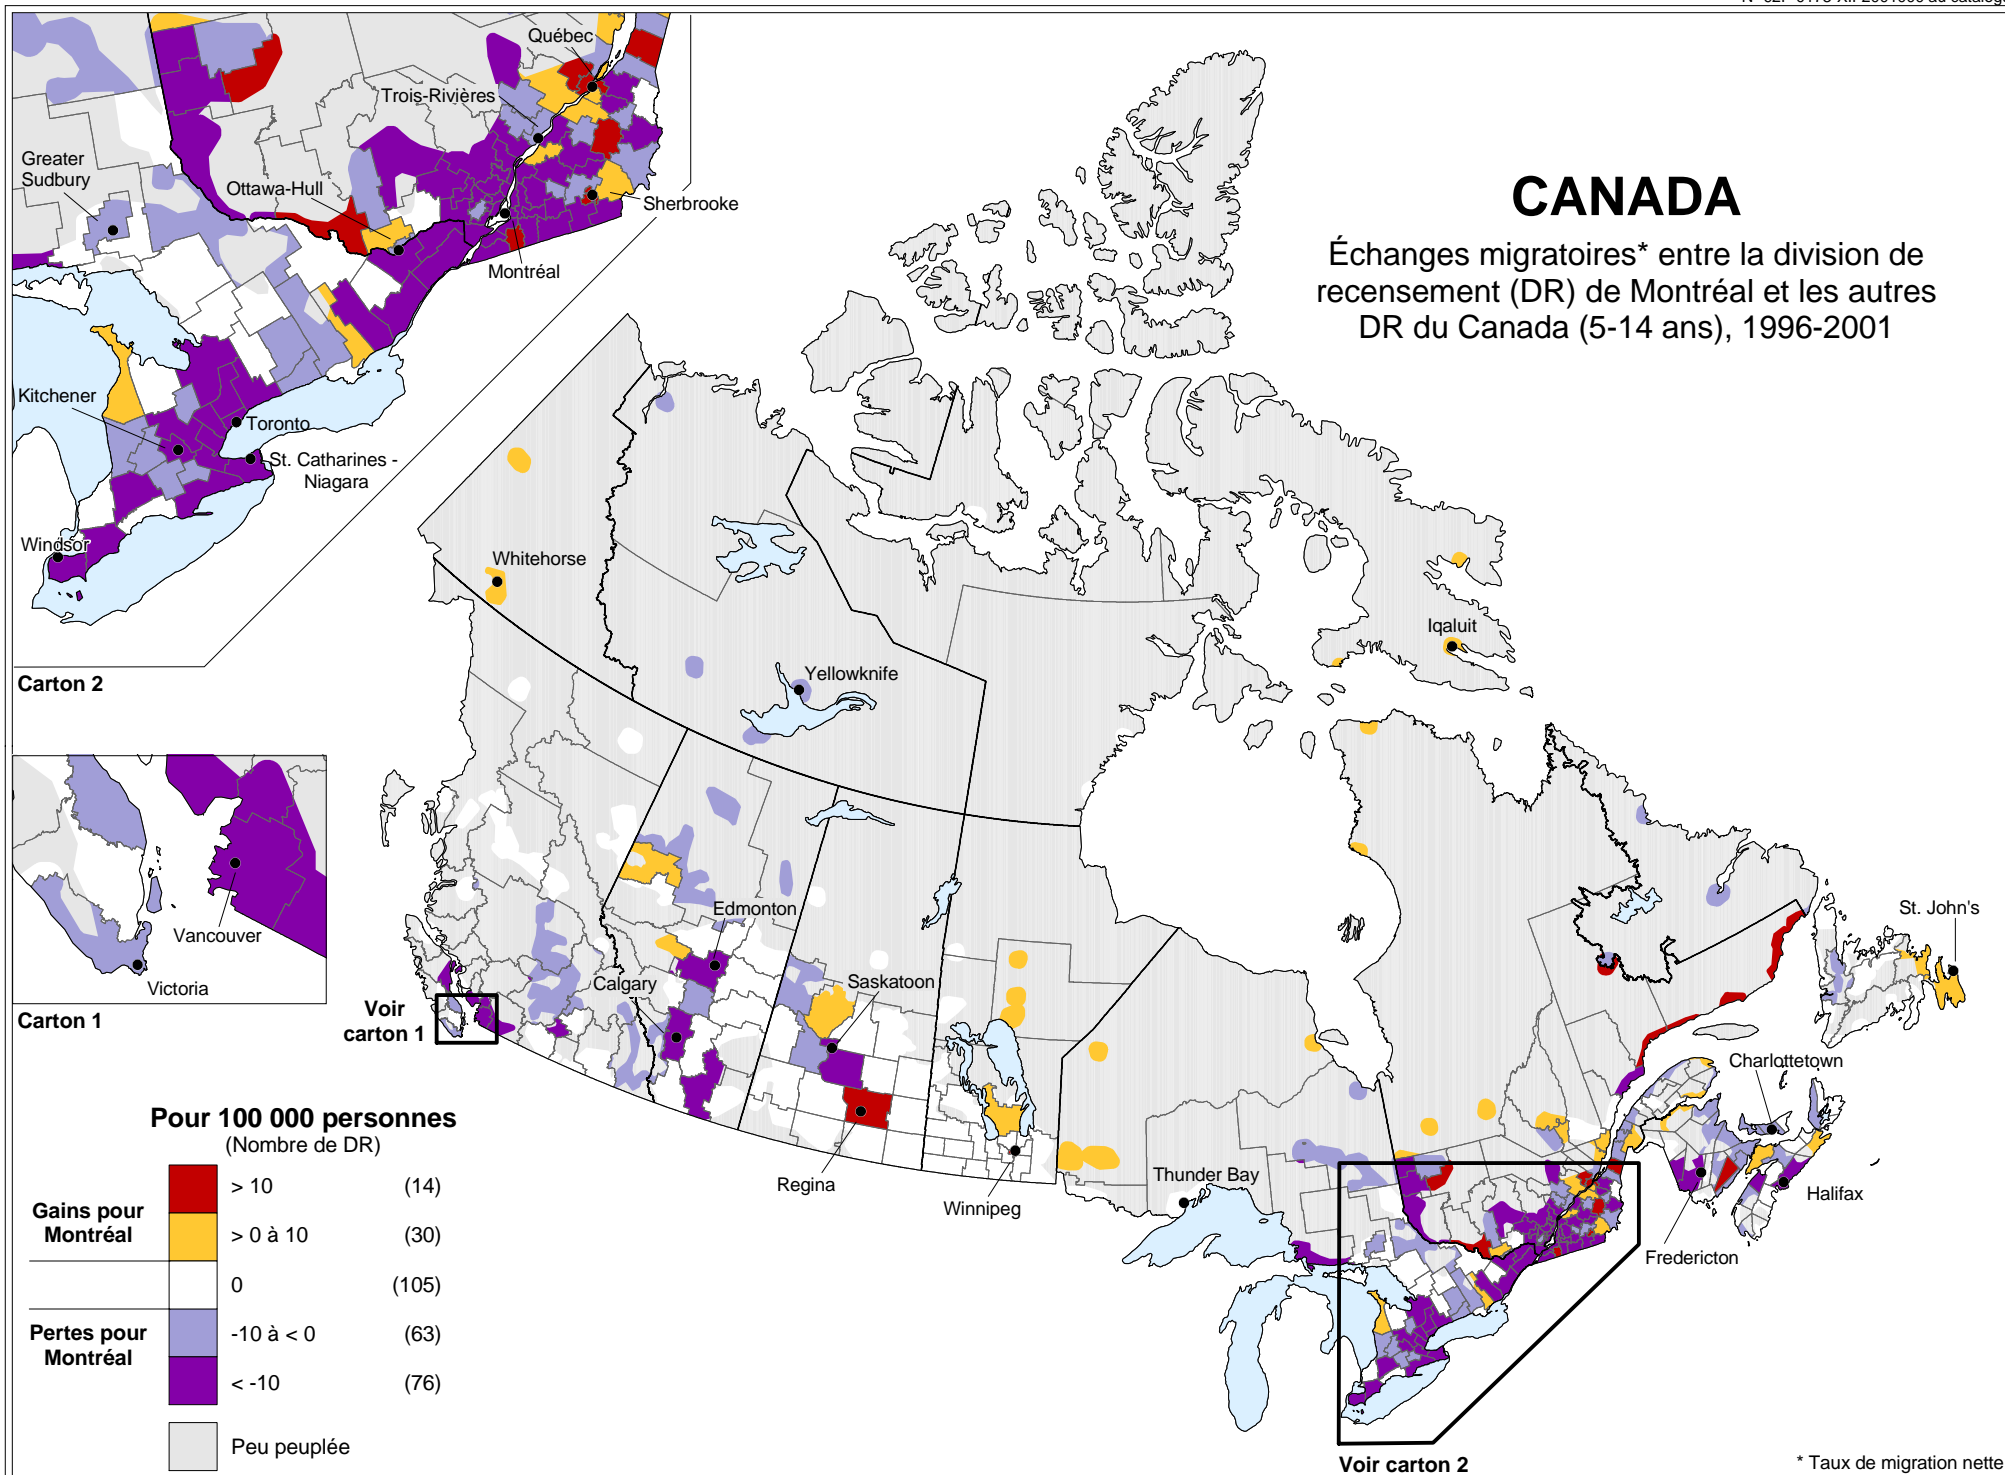 CANADA
Échanges migratoires* entre la division de
recensement (DR) de Montréal et les autres
DR du Canada (5-14 ans), 1996-2001
Québec
Trois-Rivières
Greater
Sudbury
Ottawa-Hull
Sherbrooke
Montréal
Kitchener
Toronto
St. Catharines -
Niagara
Windsor
Carton 2
Whitehorse
Yellowknife
Iqaluit
Vancouver
Victoria
Carton 1
Voir
carton 1
Edmonton
Calgary
Saskatoon
Regina
Winnipeg
Thunder Bay
St. John's
Charlottetown
Halifax
Fredericton
Voir carton 2
Pour 100 000 personnes
(Nombre de DR)
Gains pour
Montréal
> 10 (14)
> 0 à 10 (30)
0 (105)
Pertes pour
Montréal
-10 à < 0 (63)
< -10 (76)
Peu peuplée
* Taux de migration nette